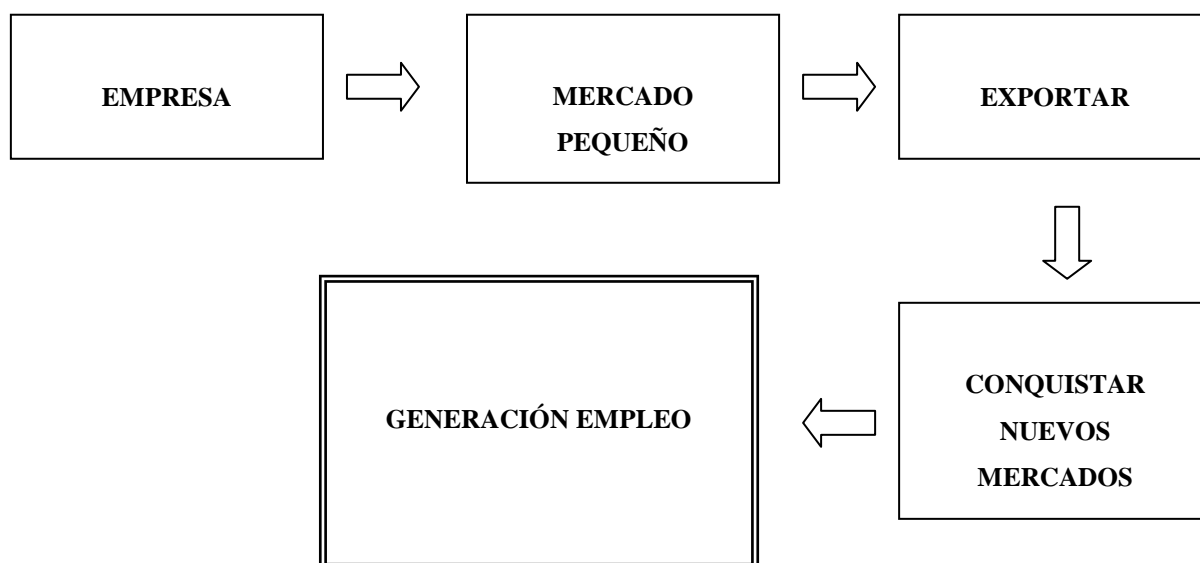 EMPRESA
MERCADO
PEQUEÑO
EXPORTAR
CONQUISTAR
NUEVOS
MERCADOS
GENERACIÓN EMPLEO